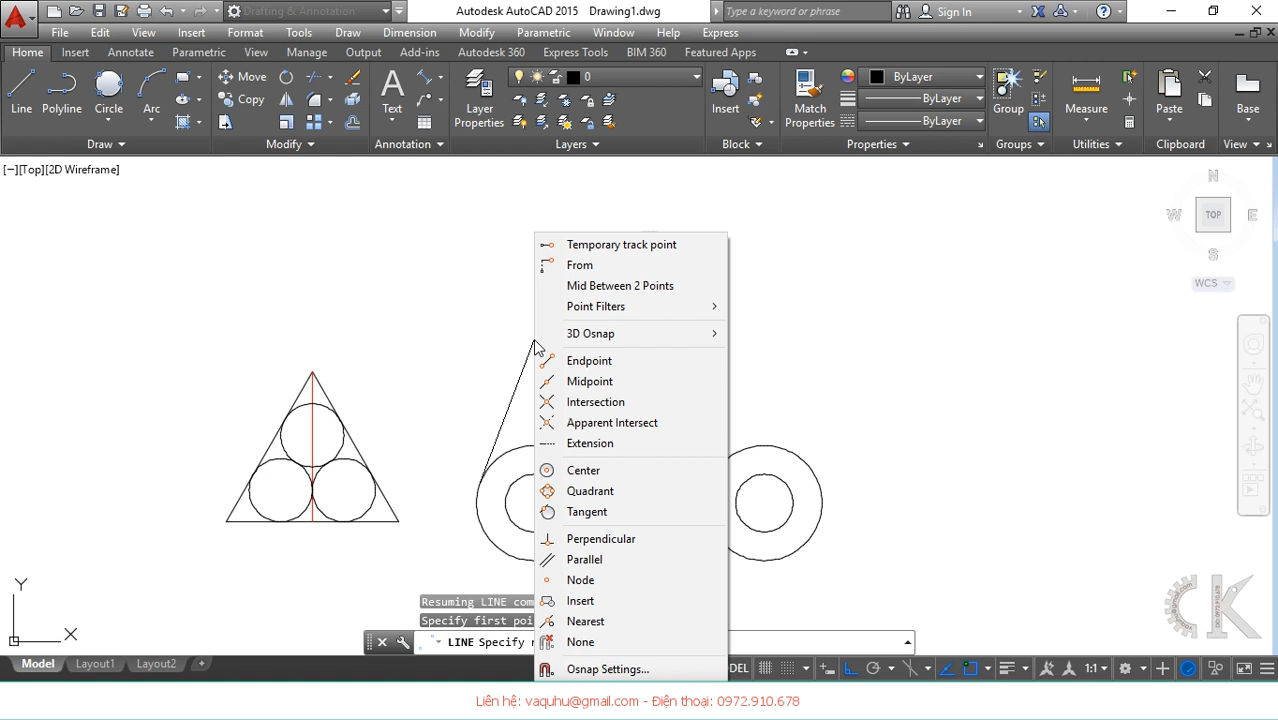 Drafting & Annotation
Autodesk AutoCAD 2015 Drawing1.dwg
Type a keyword or phrase
Sign In
File Edit View Insert Format Tools Draw Dimension Modify Parametric Window Help Express
Home Insert Annotate Parametric View Manage Output Add-ins Autodesk 360 Express Tools BIM 360 Featured Apps
Line Polyline Circle Arc
Move
Copy
Text
Layer Properties
0
Insert
Match Properties
ByLayer
ByLayer
ByLayer
Group
Measure
Paste
Base
Draw Modify Annotation Layers Block Properties Groups Utilities Clipboard View
[−][Top][2D Wireframe]
N
W TOP E
S
WCS
Temporary track point
From
Mid Between 2 Points
Point Filters
3D Osnap
Endpoint
Midpoint
Intersection
Apparent Intersect
Extension
Center
Quadrant
Tangent
Perpendicular
Parallel
Node
Insert
Nearest
None
Osnap Settings...
Y
X
Resuming LINE com
Specify first poi
LINE Specify
Model Layout1 Layout2 +
1:1
Liên hệ: vaquhu@gmail.com - Điện thoại: 0972.910.678